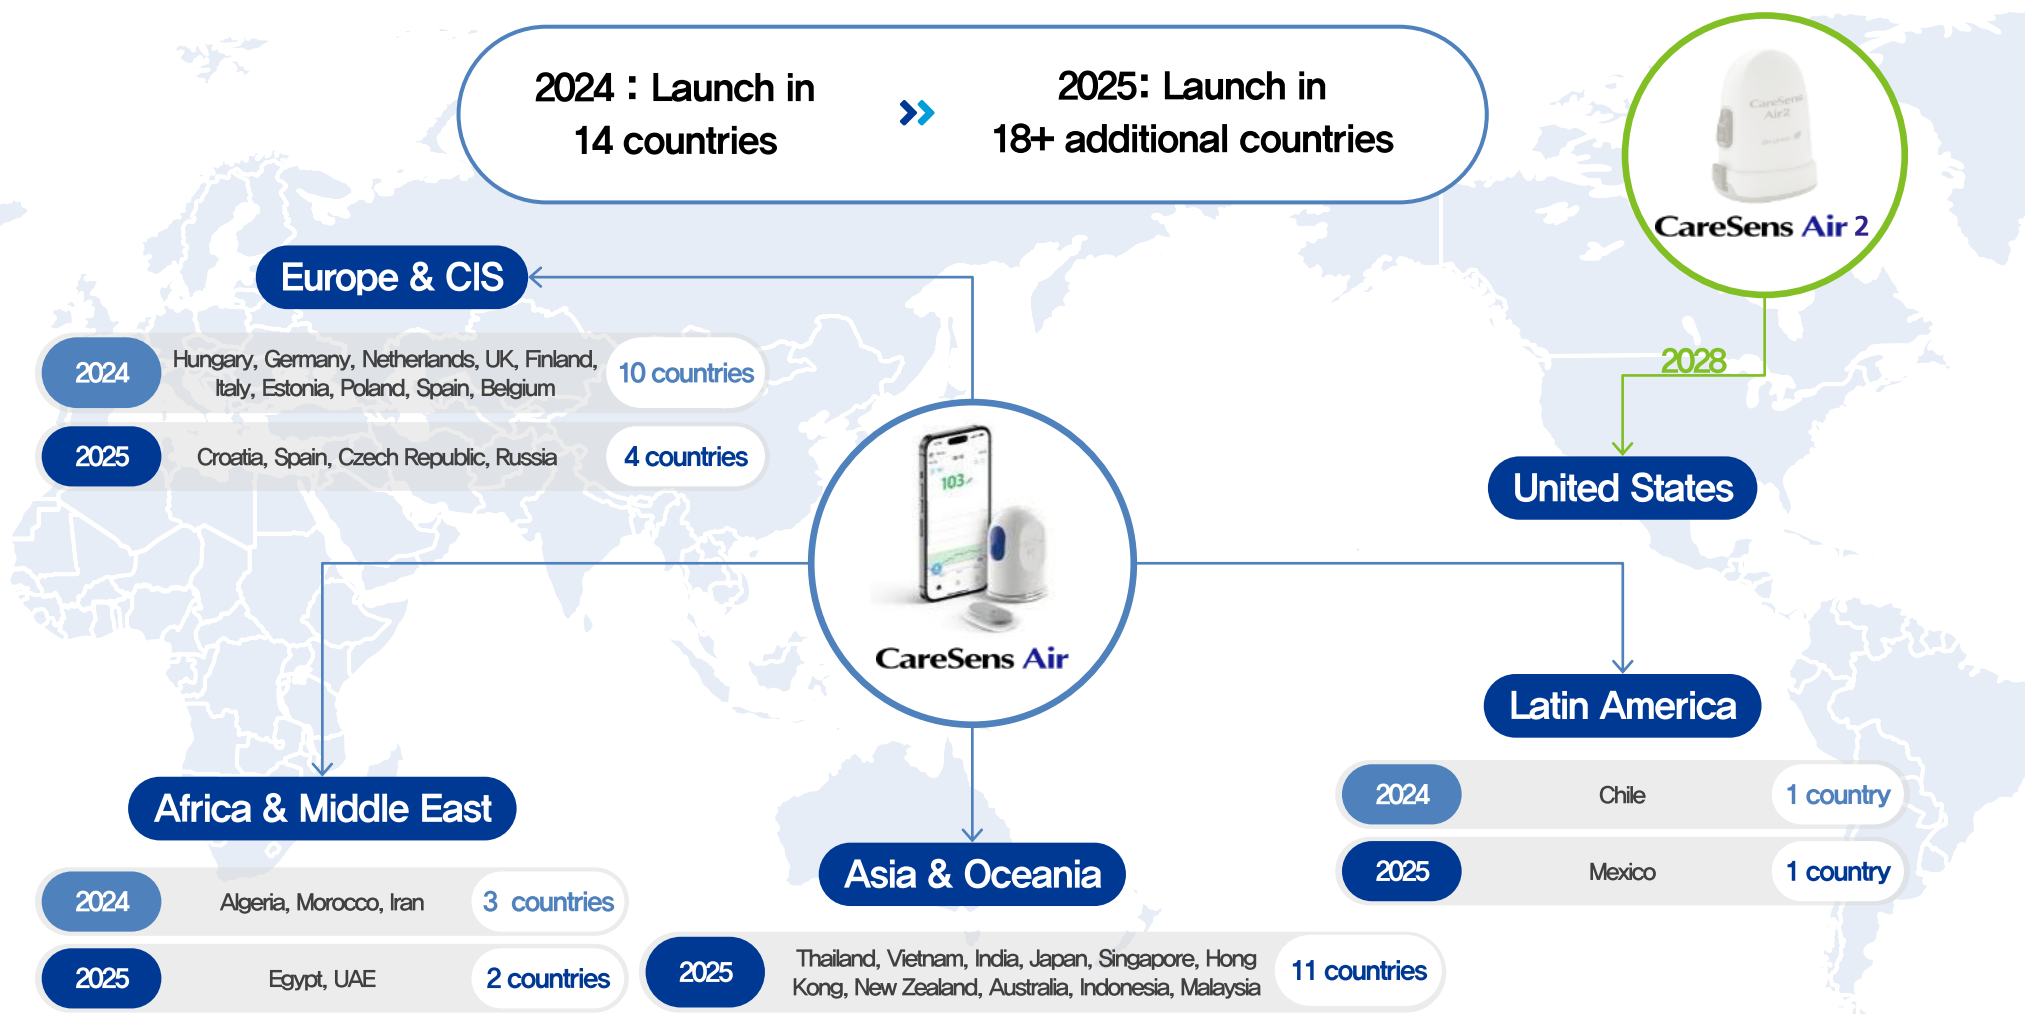 2024 : Launch in
14 countries
2025: Launch in
18+ additional countries
CareSens
Air2
CareSens Air 2
Europe & CIS
2024
Hungary, Germany, Netherlands, UK, Finland,
Italy, Estonia, Poland, Spain, Belgium
10 countries
2025
Croatia, Spain, Czech Republic, Russia
4 countries
2028
United States
103
CareSens Air
Latin America
2024
Chile
1 country
2025
Mexico
1 country
Africa & Middle East
2024
Algeria, Morocco, Iran
3 countries
2025
Egypt, UAE
2 countries
Asia & Oceania
2025
Thailand, Vietnam, India, Japan, Singapore, Hong
Kong, New Zealand, Australia, Indonesia, Malaysia
11 countries